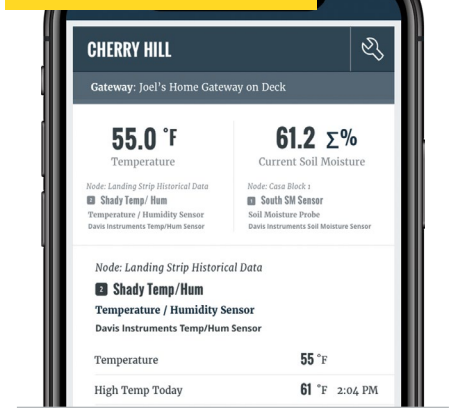 CHERRY HILL
Gateway: Joel's Home Gateway on Deck
55.0 °F
Temperature
Node: Landing Strip Historical Data
2 Shady Temp/ Hum
Temperature / Humidity Sensor
Davis Instruments Temp/Hum Sensor
61.2 Σ%
Current Soil Moisture
Node: Casa Block 1
South SM Sensor
Soil Moisture Probe
Davis Instruments Soil Moisture Sensor
Node: Landing Strip Historical Data
2 Shady Temp/Hum
Temperature / Humidity Sensor
Davis Instruments Temp/Hum Sensor
Temperature 55 °F
High Temp Today 61 °F 2:04 PM